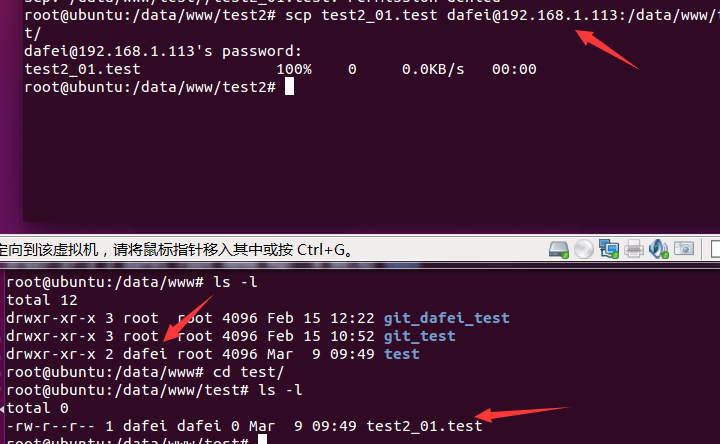 root@ubuntu:/data/www/test2# scp test2_01.test dafei@192.168.1.113:/data/www/
t/
dafei@192.168.1.113's password:
test2_01.test 100% 0 0.0KB/s 00:00
root@ubuntu:/data/www/test2#
定向到该虚拟机，请将鼠标指针移入其中或按 Ctrl+G。
root@ubuntu:/data/www# ls -l
total 12
drwxr-xr-x 3 root root 4096 Feb 15 12:22 git_dafei_test
drwxr-xr-x 3 root root 4096 Feb 15 10:52 git_test
drwxr-xr-x 2 dafei root 4096 Mar 9 09:49 test
root@ubuntu:/data/www# cd test/
root@ubuntu:/data/www/test# ls -l
total 0
-rw-r--r-- 1 dafei dafei 0 Mar 9 09:49 test2_01.test
root@ubuntu:/data/www/test#